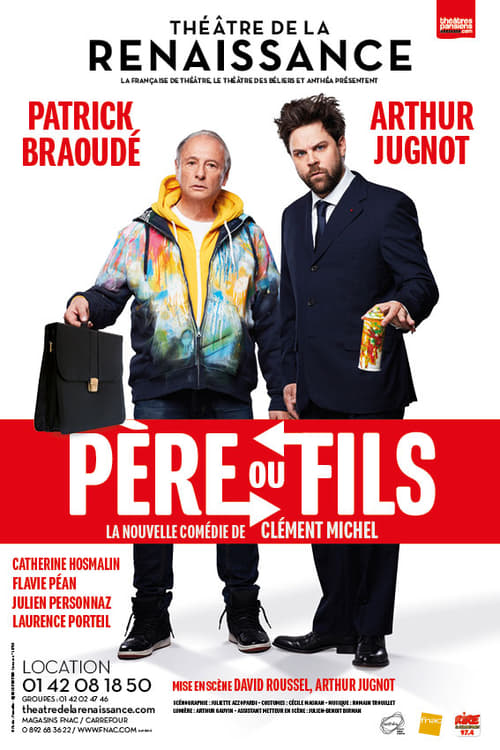 THÉÂTRE DE LA
RENAISSANCE
LA FRANÇAISE DE THÉÂTRE, LE THÉÂTRE DES BÉLIERS ET ANTHÉA PRÉSENTENT
théâtres
parisiens
associés
.com
PATRICK
BRAOUDÉ
ARTHUR
JUGNOT
PÈRE OU FILS
LA NOUVELLE COMÉDIE DE CLÉMENT MICHEL
CATHERINE HOSMALIN
FLAVIE PÉAN
JULIEN PERSONNAZ
LAURENCE PORTEIL
LOCATION
01 42 08 18 50
GROUPES : 01 42 02 47 46
theatredelarenaissance.com
MAGASINS FNAC / CARREFOUR
0 892 68 36 22 / WWW.FNAC.COM
MISE EN SCÈNE DAVID ROUSSEL, ARTHUR JUGNOT
SCÉNOGRAPHIE : JULIETTE AZZOPARDI - COSTUMES : CÉCILE MAGNAN - MUSIQUE : ROMAIN TROUILLET
LUMIÈRE : ARTHUR GAUVIN - ASSISTANT METTEUR EN SCÈNE : JULIEN-BENOIT BIRMAN
fnac
RIRE
97.4